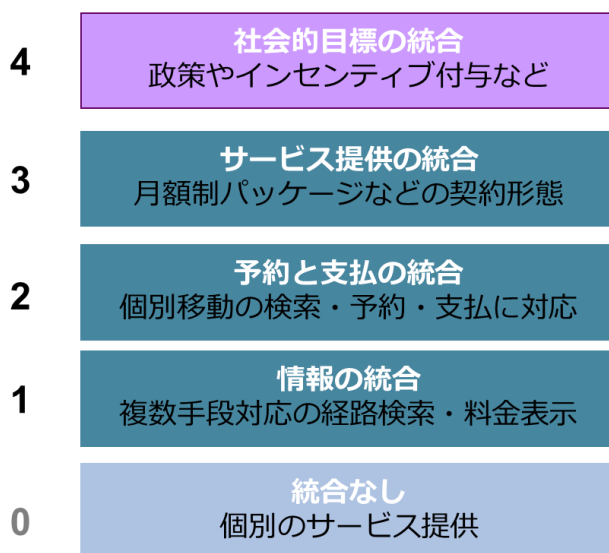 4
社会的目標の統合
政策やインセンティブ付与など
3
サービス提供の統合
月額制パッケージなどの契約形態
2
予約と支払の統合
個別移動の検索・予約・支払に対応
1
情報の統合
複数手段対応の経路検索・料金表示
0
統合なし
個別のサービス提供